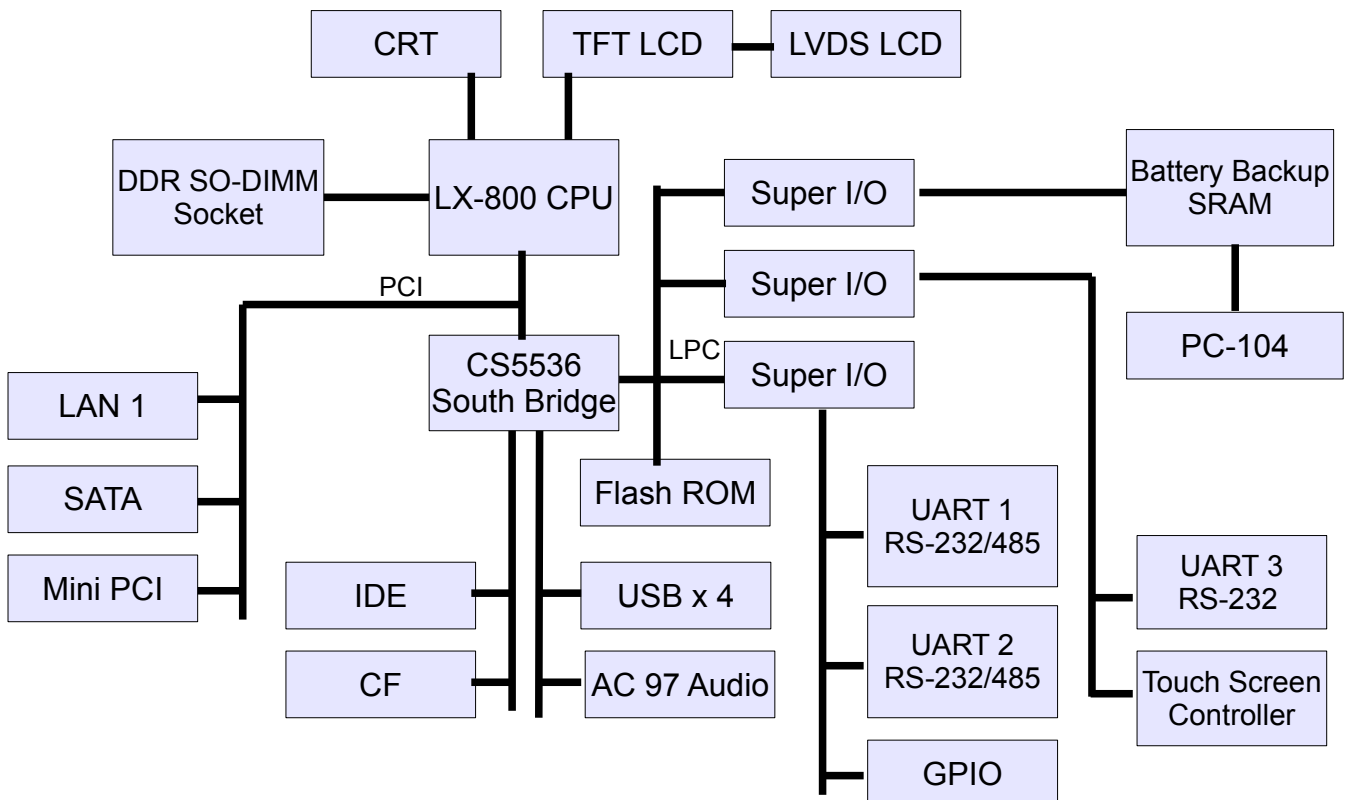 CRT
TFT LCD
LVDS LCD
DDR SO-DIMM
Socket
LX-800 CPU
Super I/O
Battery Backup
SRAM
PCI
Super I/O
PC-104
CS5536
South Bridge
LPC
Super I/O
LAN 1
SATA
Flash ROM
UART 1
RS-232/485
Mini PCI
IDE
USB x 4
UART 3
RS-232
UART 2
RS-232/485
CF
AC 97 Audio
Touch Screen
Controller
GPIO